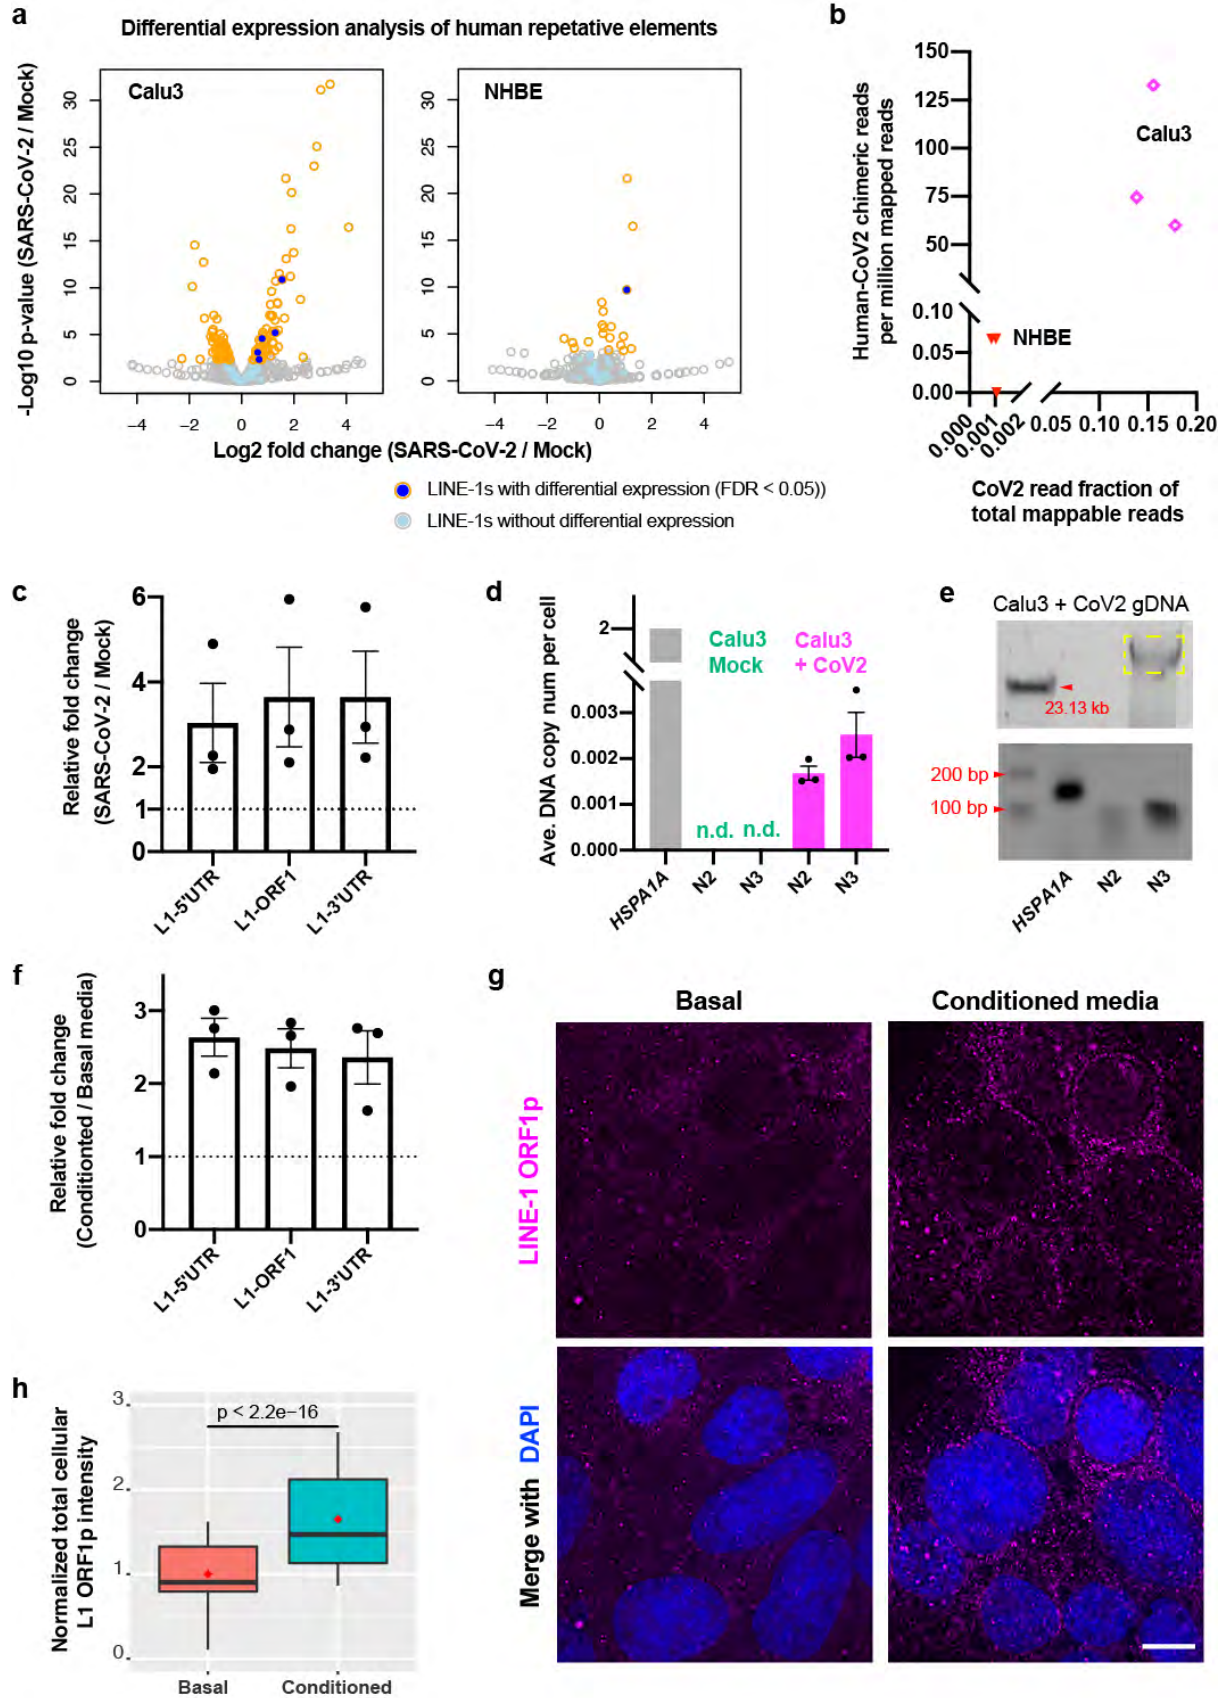 a
Differential expression analysis of human repetative elements
-Log10 p-value (SARS-CoV-2 / Mock)
Calu3
30
25
20
15
10
5
0
−4 −2 0 2 4
NHBE
30
25
20
15
10
5
0
−4 −2 0 2 4
Log2 fold change (SARS-CoV-2 / Mock)
LINE-1s with differential expression (FDR < 0.05))
LINE-1s without differential expression
b
Human-CoV2 chimeric reads
per million mapped reads
150
125
100
75
50
0.10
0.05
0.00
Calu3
NHBE
0.000 0.001 0.002 0.05 0.10 0.15 0.20
CoV2 read fraction of
total mappable reads
c
Relative fold change
(SARS-CoV-2 / Mock)
6
4
2
1
0
L1-5'UTR L1-ORF1 L1-3'UTR
d
Ave. DNA copy num per cell
2
0.003
0.002
0.001
0.000
Calu3
Mock
Calu3
+ CoV2
n.d. n.d.
HSPA1A N2 N3 N2 N3
e
Calu3 + CoV2 gDNA
23.13 kb
200 bp
100 bp
HSPA1A N2 N3
f
Relative fold change
(Conditionted / Basal media)
3
2
1
0
L1-5'UTR L1-ORF1 L1-3'UTR
g
Basal Conditioned media
LINE-1 ORF1p
Merge with DAPI
h
Normalized total cellular
L1 ORF1p intensity
3
2
1
0
p < 2.2e−16
Basal Conditioned